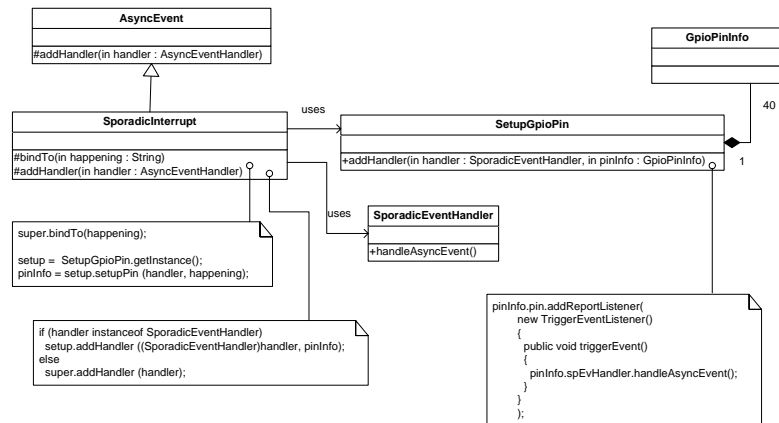 AsyncEvent
#addHandler(in handler : AsyncEventHandler)
GpioPinInfo
40
SporadicInterrupt
#bindTo(in happening : String)
#addHandler(in handler : AsyncEventHandler)
uses
SetupGpioPin
+addHandler(in handler : SporadicEventHandler, in pinInfo : GpioPinInfo)
1
uses
SporadicEventHandler
+handleAsyncEvent()
super.bindTo(happening);
setup = SetupGpioPin.getInstance();
pinInfo = setup.setupPin (handler, happening);
if (handler instanceof SporadicEventHandler)
setup.addHandler ((SporadicEventHandler)handler, pinInfo);
else
super.addHandler (handler);
pinInfo.pin.addReportListener(
new TriggerEventListener()
{
public void triggerEvent()
{
pinInfo.spEvHandler.handleAsyncEvent();
}
}
);